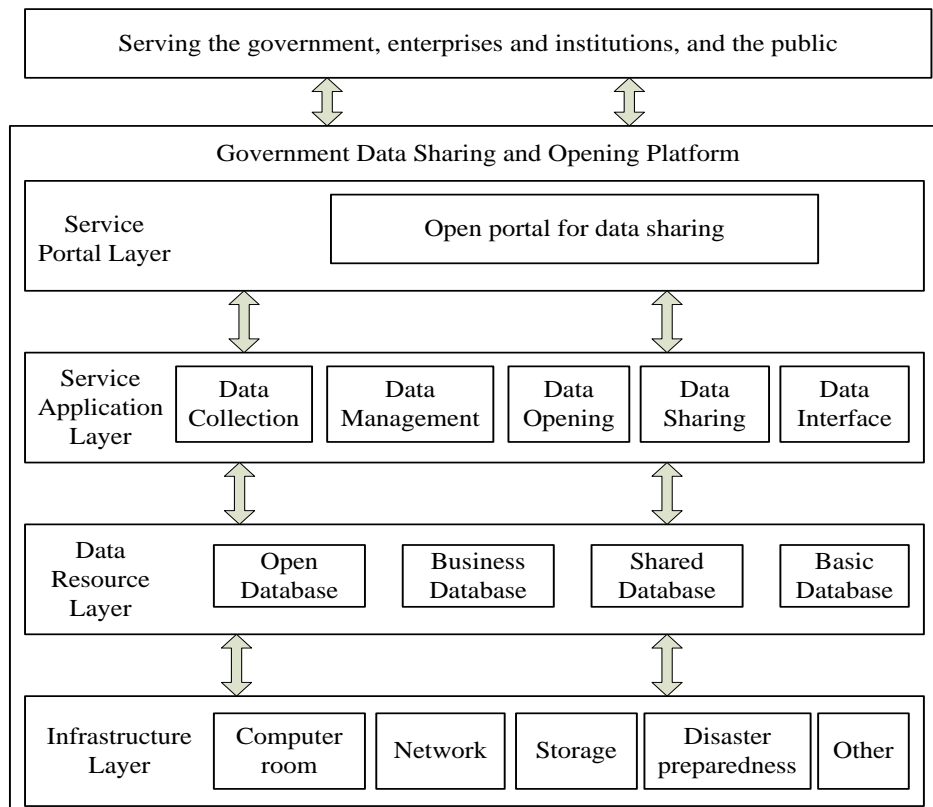 Serving the government, enterprises and institutions, and the public
Government Data Sharing and Opening Platform
Service
Portal Layer
Open portal for data sharing
Service
Application
Layer
Data
Collection
Data
Management
Data
Opening
Data
Sharing
Data
Interface
Data
Resource
Layer
Open
Database
Business
Database
Shared
Database
Basic
Database
Infrastructure
Layer
Computer
room
Network
Storage
Disaster
preparedness
Other